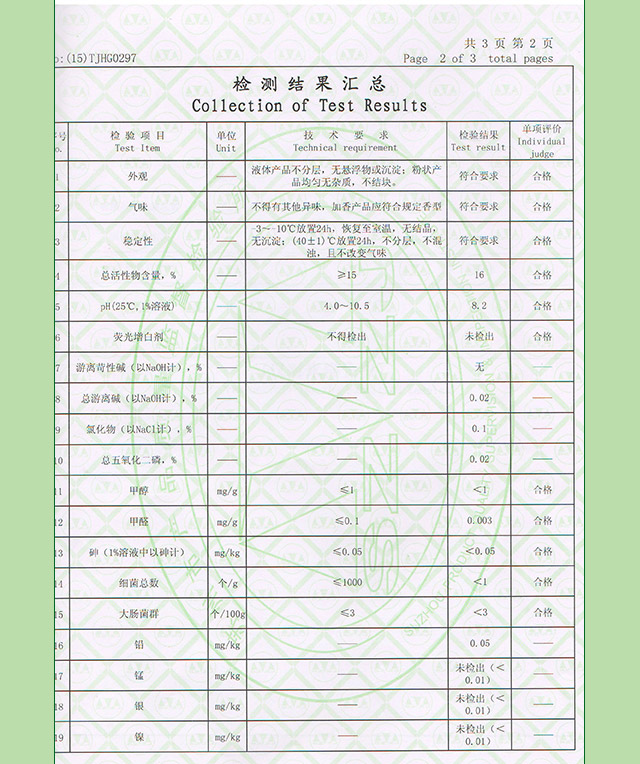 共 3 页 第 2 页
o:(15)TJHG0297
Page 2 of 3 total pages
检 测 结 果 汇 总
Collection of Test Results
号 检 验 项 目 单位 技 术 要 求 检验结果 单项评价
o. Test Item Unit Technical requirement Test result Individual judge
1 外观 —— 液体产品不分层，无悬浮物或沉淀；粉状产 符合要求 合格
品均匀无杂质，不结块。
2 气味 —— 不得有其他异味，加香产品应符合规定香型 符合要求 合格
3 稳定性 —— -3～-10℃放置24h，恢复至室温，无结晶， 符合要求 合格
无沉淀；(40±1)℃放置24h，不分层，不混
浊，且不改变气味
4 总活性物含量，% —— ≥15 16 合格
5 pH(25℃,1%溶液) —— 4.0～10.5 8.2 合格
6 荧光增白剂 —— 不得检出 未检出 合格
7 游离苛性碱（以NaOH计），% —— —— 无 ——
8 总游离碱（以NaOH计），% —— —— 0.02 ——
9 氯化物（以NaCl计），% —— —— 0.1 ——
10 总五氧化二磷，% —— —— 0.02 ——
11 甲醇 mg/g ≤1 <1 合格
12 甲醛 mg/g ≤0.1 0.003 合格
13 砷（1%溶液中以砷计） mg/kg ≤0.05 <0.05 合格
14 细菌总数 个/g ≤1000 <1 合格
15 大肠菌群 个/100g ≤3 <3 合格
16 铅 mg/kg —— 0.05 ——
17 锰 mg/kg —— 未检出（< ——
0.01）
18 银 mg/kg —— 未检出（< ——
0.01）
19 镍 mg/kg —— 未检出（< ——
0.01）